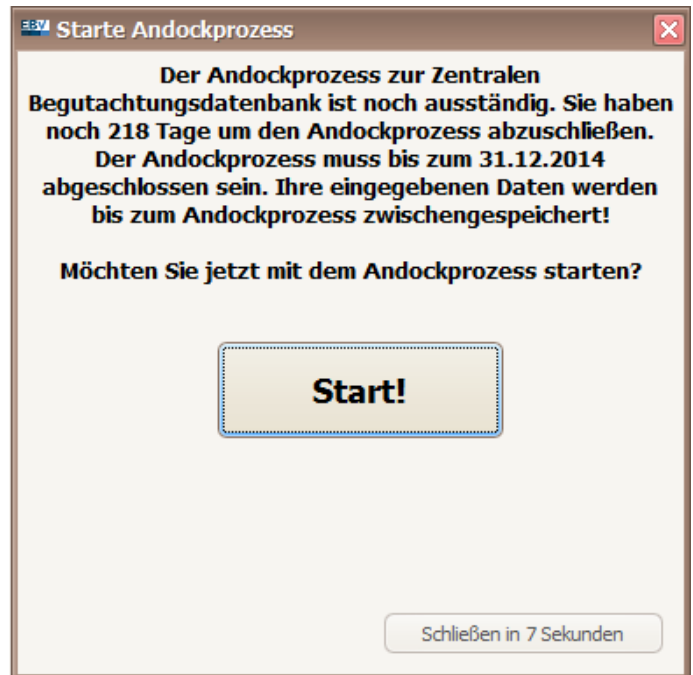 EBV Starte Andockprozess
Der Andockprozess zur Zentralen
Begutachtungsdatenbank ist noch ausständig. Sie haben
noch 218 Tage um den Andockprozess abzuschließen.
Der Andockprozess muss bis zum 31.12.2014
abgeschlossen sein. Ihre eingegebenen Daten werden
bis zum Andockprozess zwischengespeichert!
Möchten Sie jetzt mit dem Andockprozess starten?
Start!
Schließen in 7 Sekunden